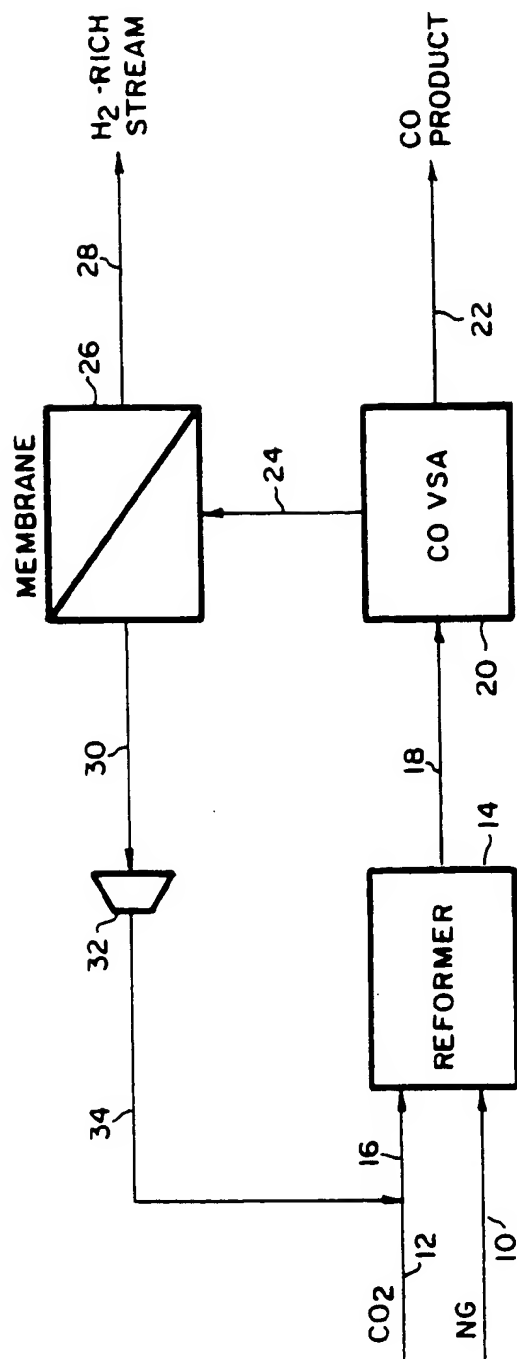 H2-RICH
STREAM
28
MEMBRANE
26
30
32
34
24
CO
PRODUCT
22
CO VSA
20
18
REFORMER
14
16
CO2
12
NG
10